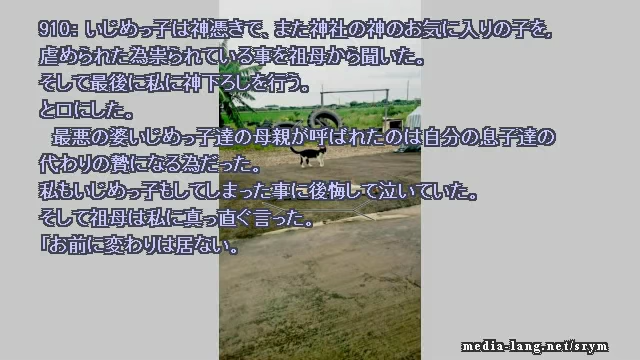 910: いじめっ子は神憑きで、また神社の神のお気に入りの子を,
虐められた為祟られている事を祖母から聞いた。
そして最後に私に神下ろしを行う。
と口にした。
最悪の婆いじめっ子達の母親が呼ばれたのは自分の息子達の
代わりの贄になる為だった。
私もいじめっ子もしてしまった事に後悔して泣いていた。
そして祖母は私に真っ直ぐ言った。
「お前に変わりは居ない。
media-lang.net/srym